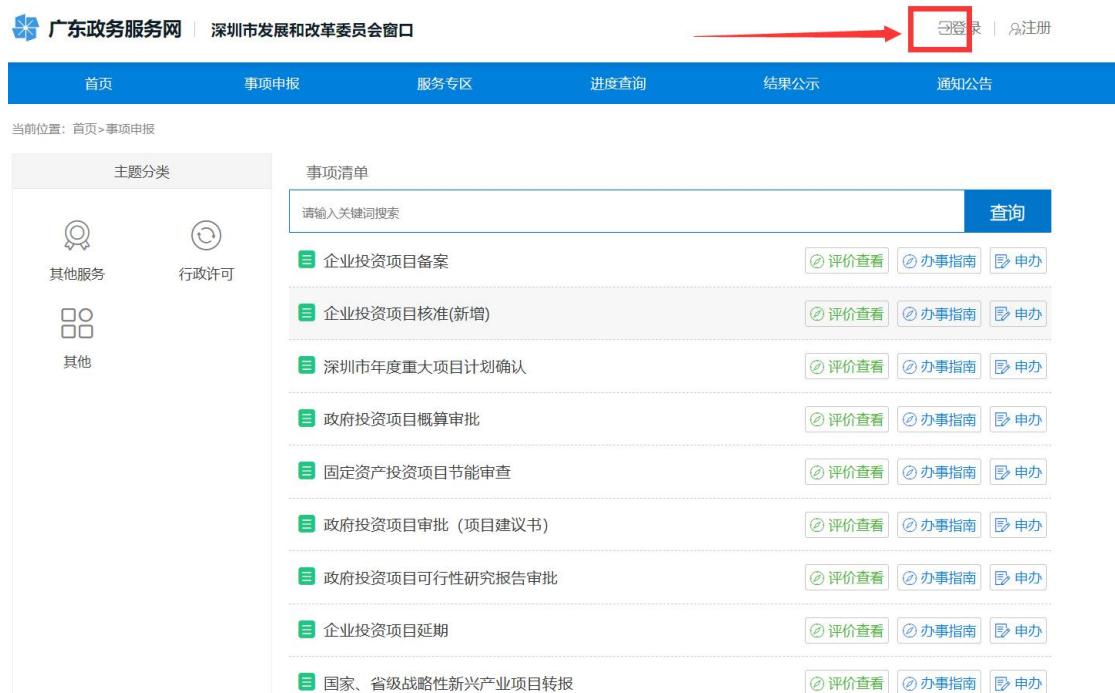 广东政务服务网 深圳市发展和改革委员会窗口 登录 注册
首页 事项申报 服务专区 进度查询 结果公示 通知公告
当前位置：首页>事项申报
主题分类
其他服务 行政许可
其他
事项清单
请输入关键词搜索 查询
企业投资项目备案 评价查看 办事指南 申办
企业投资项目核准(新增) 评价查看 办事指南 申办
深圳市年度重大项目计划确认 评价查看 办事指南 申办
政府投资项目概算审批 评价查看 办事指南 申办
固定资产投资项目节能审查 评价查看 办事指南 申办
政府投资项目审批（项目建议书） 评价查看 办事指南 申办
政府投资项目可行性研究报告审批 评价查看 办事指南 申办
企业投资项目延期 评价查看 办事指南 申办
国家、省级战略性新兴产业项目转报 评价查看 办事指南 申办